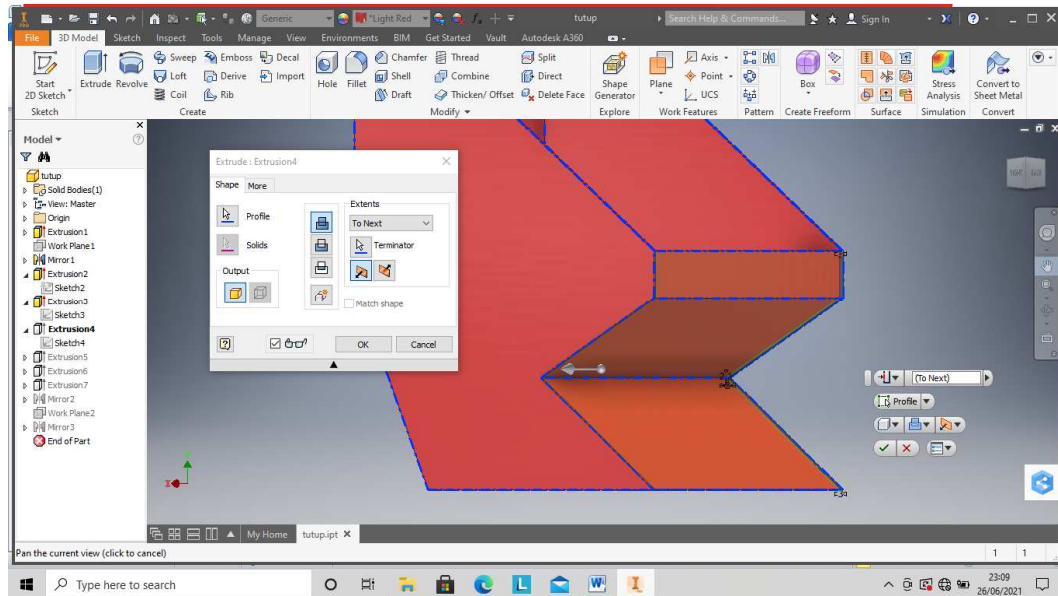 PRO
Generic
"Light Red
tutup
Search Help & Commands...
Sign In
File 3D Model Sketch Inspect Tools Manage View Environments BIM Get Started Vault Autodesk A360
Start
2D Sketch
Extrude Revolve
Sweep Emboss Decal
Loft Derive Import
Coil Rib
Hole Fillet
Chamfer Thread Split
Shell Combine Direct
Draft Thicken/ Offset Delete Face
Shape
Generator
Plane
Axis
Point
UCS
Box
Stress
Analysis
Convert to
Sheet Metal
Sketch Create Modify Explore Work Features Pattern Create Freeform Surface Simulation Convert
Model
tutup
Solid Bodies(1)
View: Master
Origin
Extrusion1
Work Plane1
Mirror1
Extrusion2
Sketch2
Extrusion3
Sketch3
Extrusion4
Sketch4
Extrusion5
Extrusion6
Extrusion7
Mirror2
Work Plane2
Mirror3
End of Part
Extrude : Extrusion4
Shape More
Profile
Solids
Output
Extents
To Next
Terminator
Match shape
OK Cancel
(To Next)
Profile
My Home tutup.ipt
Pan the current view (click to cancel)
1 1
Type here to search
23:09
26/06/2021